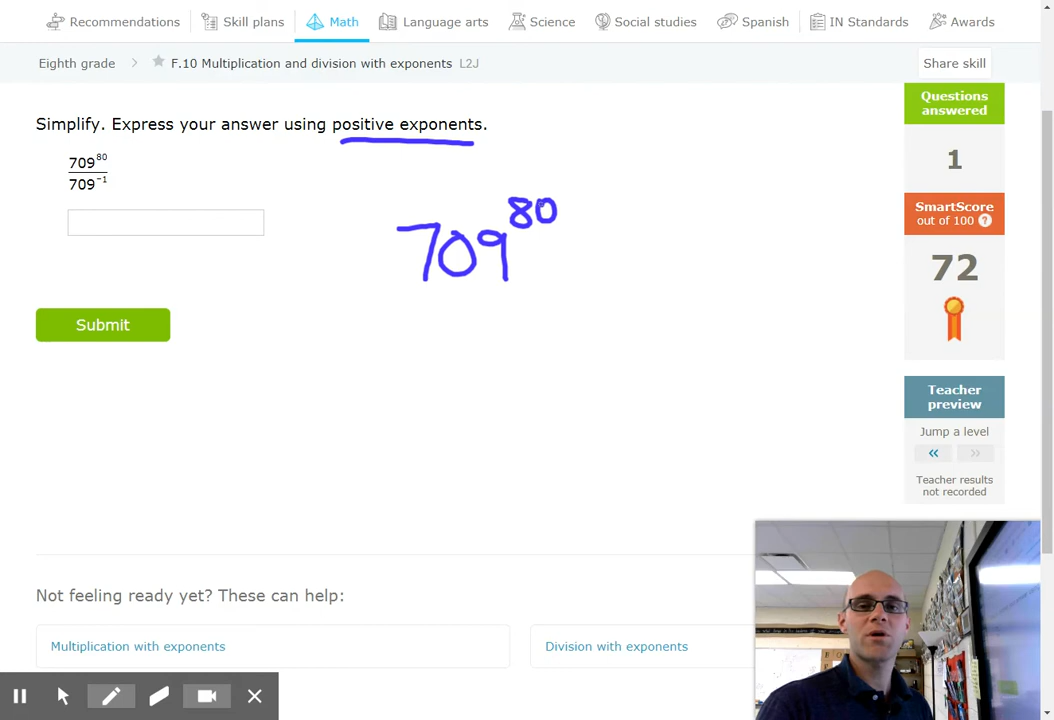 Recommendations Skill plans Math Language arts Science Social studies Spanish IN Standards Awards
Eighth grade > F.10 Multiplication and division with exponents L2J
Share skill
Simplify. Express your answer using positive exponents.
709^80
709^-1
709^80
Submit
Questions answered
1
SmartScore
out of 100 ?
72
Teacher preview
Jump a level
« »
Teacher results not recorded
Not feeling ready yet? These can help:
Multiplication with exponents
Division with exponents